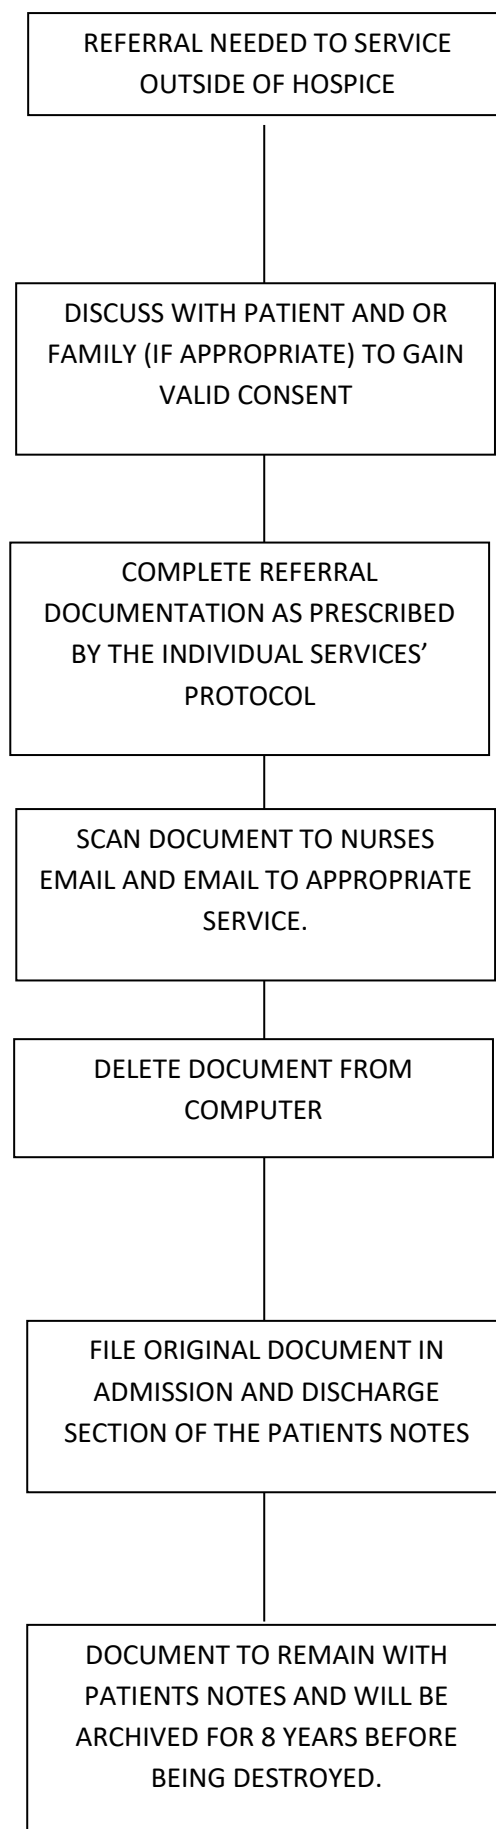 REFERRAL NEEDED TO SERVICE
OUTSIDE OF HOSPICE
DISCUSS WITH PATIENT AND OR
FAMILY (IF APPROPRIATE) TO GAIN
VALID CONSENT
COMPLETE REFERRAL
DOCUMENTATION AS PRESCRIBED
BY THE INDIVIDUAL SERVICES’
PROTOCOL
SCAN DOCUMENT TO NURSES
EMAIL AND EMAIL TO APPROPRIATE
SERVICE.
DELETE DOCUMENT FROM
COMPUTER
FILE ORIGINAL DOCUMENT IN
ADMISSION AND DISCHARGE
SECTION OF THE PATIENTS NOTES
DOCUMENT TO REMAIN WITH
PATIENTS NOTES AND WILL BE
ARCHIVED FOR 8 YEARS BEFORE
BEING DESTROYED.